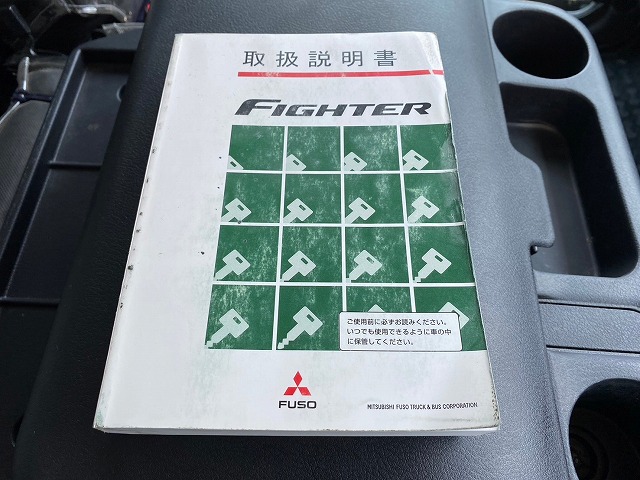 取扱説明書
FIGHTER
ご使用前に必ずお読みください。
いつでも使用できるように車の中
に保管してください。
FUSO
MITSUBISHI FUSO TRUCK & BUS CORPORATION